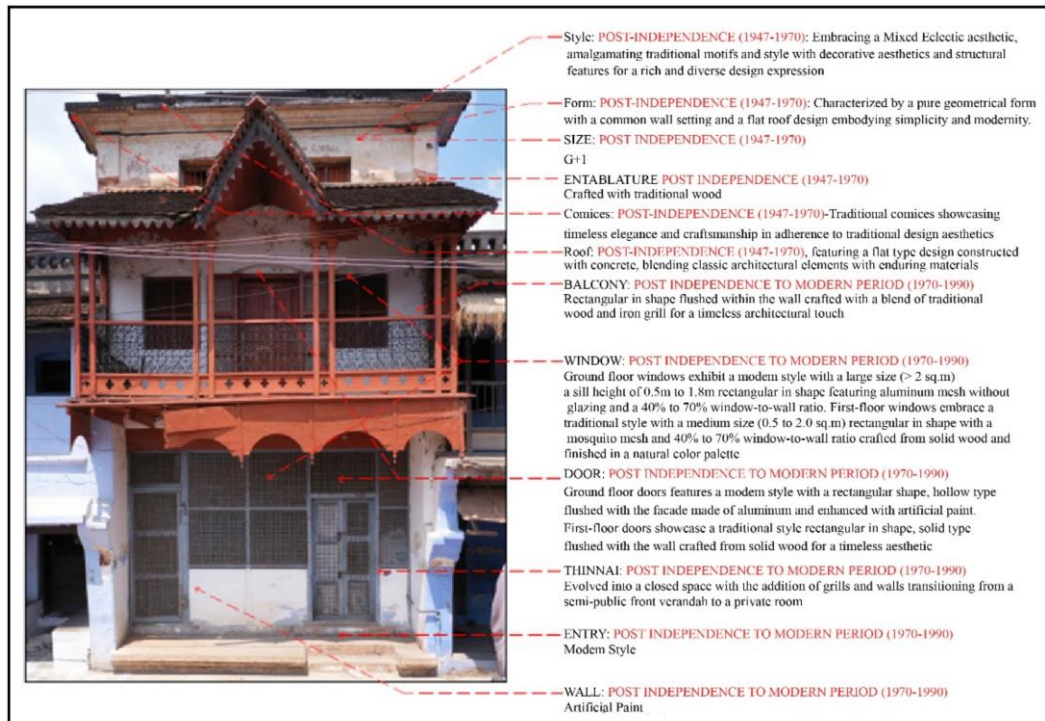 Style: POST-INDEPENDENCE (1947-1970): Embracing a Mixed Eclectic aesthetic,
amalgamating traditional motifs and style with decorative aesthetics and structural
features for a rich and diverse design expression
Form: POST-INDEPENDENCE (1947-1970): Characterized by a pure geometrical form
with a common wall setting and a flat roof design embodying simplicity and modernity.
SIZE: POST INDEPENDENCE (1947-1970)
G+1
ENTABLATURE POST INDEPENDENCE (1947-1970)
Crafted with traditional wood
Comices: POST-INDEPENDENCE (1947-1970)-Traditional comices showcasing
timeless elegance and craftsmanship in adherence to traditional design aesthetics
Roof: POST-INDEPENDENCE (1947-1970), featuring a flat type design constructed
with concrete, blending classic architectural elements with enduring materials
BALCONY: POST INDEPENDENCE TO MODERN PERIOD (1970-1990)
Rectangular in shape flushed within the wall crafted with a blend of traditional
wood and iron grill for a timeless architectural touch
WINDOW: POST INDEPENDENCE TO MODERN PERIOD (1970-1990)
Ground floor windows exhibit a modem style with a large size (> 2 sq.m)
a sill height of 0.5m to 1.8m rectangular in shape featuring aluminum mesh without
glazing and a 40% to 70% window-to-wall ratio. First-floor windows embrace a
traditional style with a medium size (0.5 to 2.0 sq.m) rectangular in shape with a
mosquito mesh and 40% to 70% window-to-wall ratio crafted from solid wood and
finished in a natural color palette
DOOR: POST INDEPENDENCE TO MODERN PERIOD (1970-1990)
Ground floor doors features a modem style with a rectangular shape, hollow type
flushed with the facade made of aluminum and enhanced with artificial paint.
First-floor doors showcase a traditional style rectangular in shape, solid type
flushed with the wall crafted from solid wood for a timeless aesthetic
THINNAI: POST INDEPENDENCE TO MODERN PERIOD (1970-1990)
Evolved into a closed space with the addition of grills and walls transitioning from a
semi-public front verandah to a private room
ENTRY: POST INDEPENDENCE TO MODERN PERIOD (1970-1990)
Modem Style
WALL: POST INDEPENDENCE TO MODERN PERIOD (1970-1990)
Artificial Paint